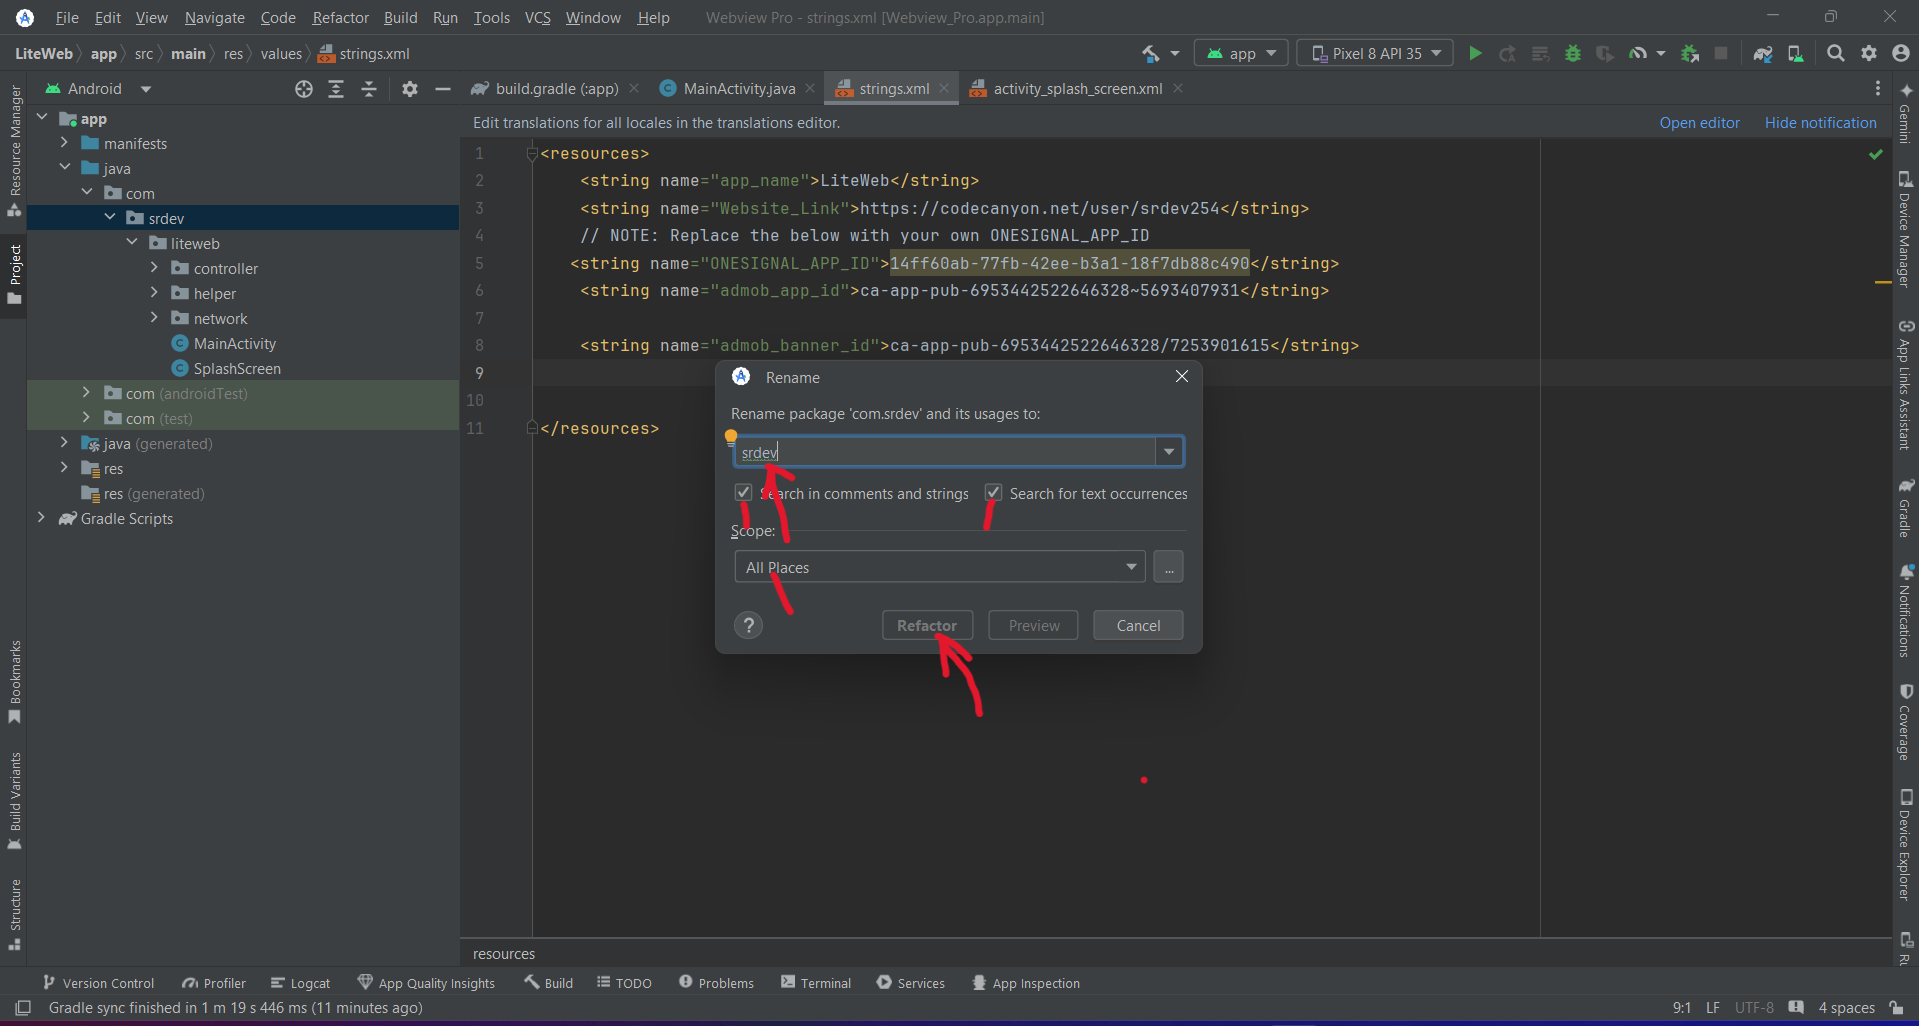 File Edit View Navigate Code Refactor Build Run Tools VCS Window Help Webview Pro - strings.xml [Webview_Pro.app.main]
LiteWeb app src main res values strings.xml
app Pixel 8 API 35
Android
build.gradle (:app) MainActivity.java strings.xml activity_splash_screen.xml
Edit translations for all locales in the translations editor. Open editor Hide notification
Resource Manager
Project
Bookmarks
Build Variants
Structure
app
manifests
java
com
srdev
liteweb
controller
helper
network
MainActivity
SplashScreen
com (androidTest)
com (test)
java (generated)
res
res (generated)
Gradle Scripts
1 <resources>
2 <string name="app_name">LiteWeb</string>
3 <string name="Website_Link">https://codecanyon.net/user/srdev254</string>
4 // NOTE: Replace the below with your own ONESIGNAL_APP_ID
5 <string name="ONESIGNAL_APP_ID">14ff60ab-77fb-42ee-b3a1-18f7db88c490</string>
6 <string name="admob_app_id">ca-app-pub-6953442522646328~5693407931</string>
7
8 <string name="admob_banner_id">ca-app-pub-6953442522646328/7253901615</string>
9
10
11 </resources>
Rename
Rename package 'com.srdev' and its usages to:
srdev
Search in comments and strings Search for text occurrences
Scope:
All Places ...
? Refactor Preview Cancel
Gemini
Device Manager
App Links Assistant
Gradle
Notifications
Coverage
Device Explorer
Ru
resources
Version Control Profiler Logcat App Quality Insights Build TODO Problems Terminal Services App Inspection
Gradle sync finished in 1 m 19 s 446 ms (11 minutes ago) 9:1 LF UTF-8 4 spaces